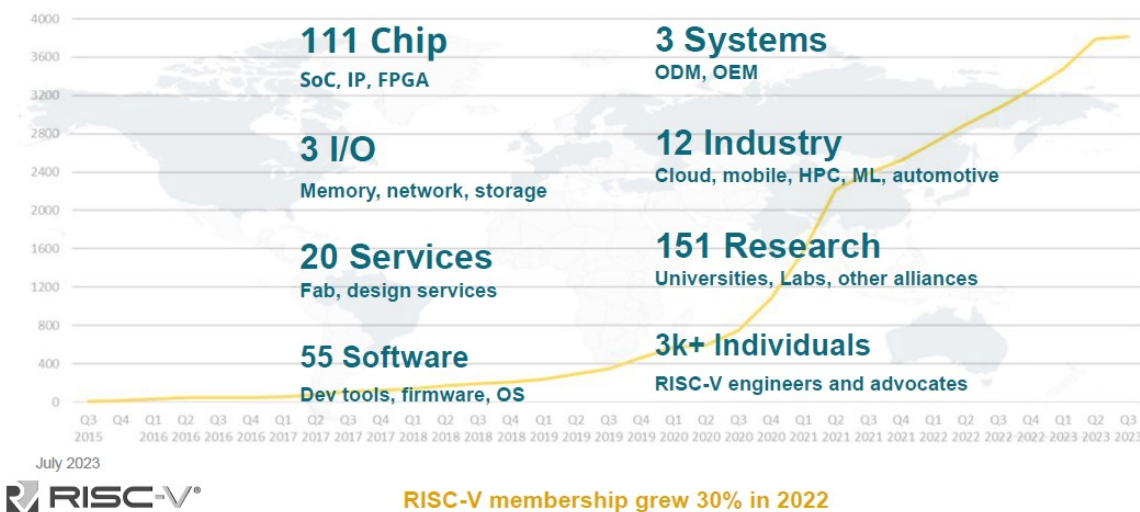 4000
3600
3200
2800
2400
2000
1600
1200
800
400
0
111 Chip
SoC, IP, FPGA
3 I/O
Memory, network, storage
20 Services
Fab, design services
55 Software
Dev tools, firmware, OS
3 Systems
ODM, OEM
12 Industry
Cloud, mobile, HPC, ML, automotive
151 Research
Universities, Labs, other alliances
3k+ Individuals
RISC-V engineers and advocates
Q3 Q4 Q1 Q2 Q3 Q4 Q1 Q2 Q3 Q4 Q1 Q2 Q3 Q4 Q1 Q2 Q3 Q4 Q1 Q2 Q3 Q4 Q1 Q2 Q3 Q4 Q1 Q2 Q3 Q4 Q1 Q2 Q3
2015 2016 2016 2016 2016 2017 2017 2017 2017 2018 2018 2018 2018 2019 2019 2019 2019 2020 2020 2020 2020 2021 2021 2021 2021 2022 2022 2022 2022 2023 2023 2023
July 2023
RISC-V®
RISC-V membership grew 30% in 2022